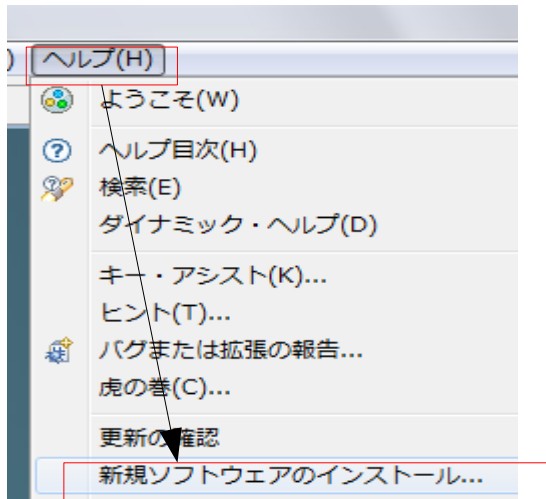 )
ヘルプ(H)
ようこそ(W)
ヘルプ目次(H)
検索(E)
ダイナミック・ヘルプ(D)
キー・アシスト(K)...
ヒント(T)...
バグまたは拡張の報告...
虎の巻(C)...
更新の確認
新規ソフトウェアのインストール...